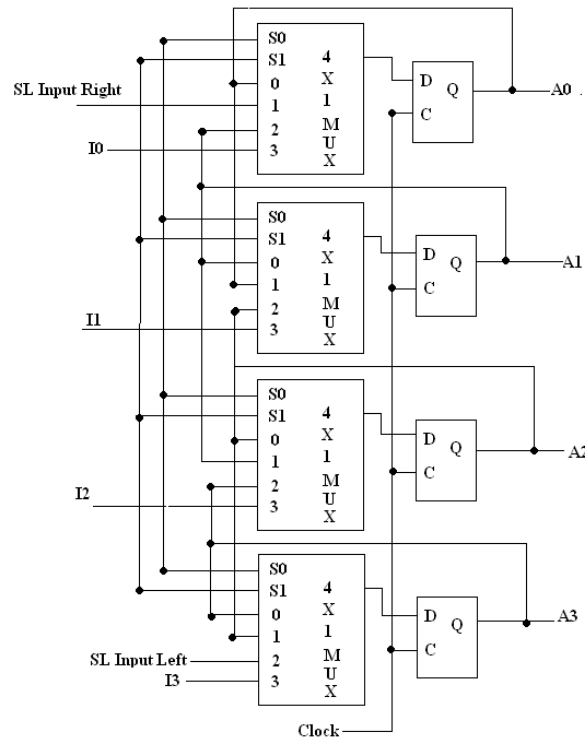 S0
S1 4
0 X D Q A0 .
SL Input Right 1 1
2 M C
I0 3 U
X
S0
S1 4
0 X D Q A1
1 1
2 M C
I1 3 U
X
S0
S1 4
0 X D Q A2
1 1
2 M C
I2 3 U
X
S0
S1 4
0 X D Q A3
1 1
SL Input Left 2 M C
I3 3 U
X
Clock